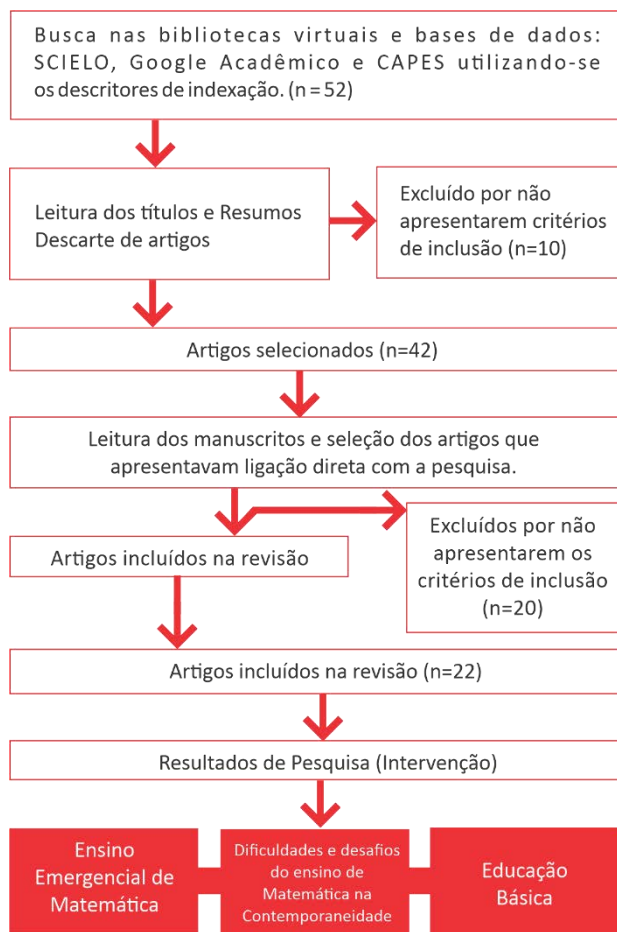 Busca nas bibliotecas virtuais e bases de dados:
SCIELO, Google Acadêmico e CAPES utilizando-se
os descritores de indexação. (n = 52)
Leitura dos títulos e Resumos
Descarte de artigos
Excluído por não
apresentarem critérios
de inclusão (n=10)
Artigos selecionados (n=42)
Leitura dos manuscritos e seleção dos artigos que
apresentavam ligação direta com a pesquisa.
Artigos incluídos na revisão
Excluídos por não
apresentarem os
critérios de inclusão
(n=20)
Artigos incluídos na revisão (n=22)
Resultados de Pesquisa (Intervenção)
Ensino
Emergencial de
Matemática
Dificuldades e desafios
do ensino de
Matemática na
Contemporaneidade
Educação
Básica